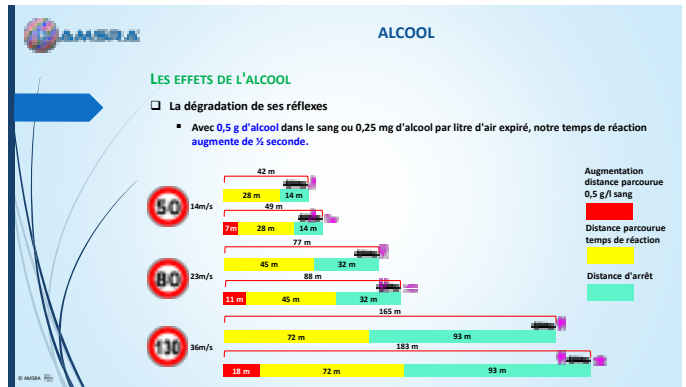 AMSRA
ALCOOL
LES EFFETS DE L'ALCOOL
La dégradation de ses réflexes
Avec 0,5 g d'alcool dans le sang ou 0,25 mg d'alcool par litre d'air expiré, notre temps de réaction
augmente de ½ seconde.
Augmentation
distance parcourue
0,5 g/l sang
Distance parcourue
temps de réaction
Distance d'arrêt
50
14m/s
42 m
28 m 14 m
49 m
7m 28 m 14 m
80
23m/s
77 m
45 m 32 m
88 m
11 m 45 m 32 m
130
36m/s
165 m
72 m 93 m
183 m
18 m 72 m 93 m
© AMSRA